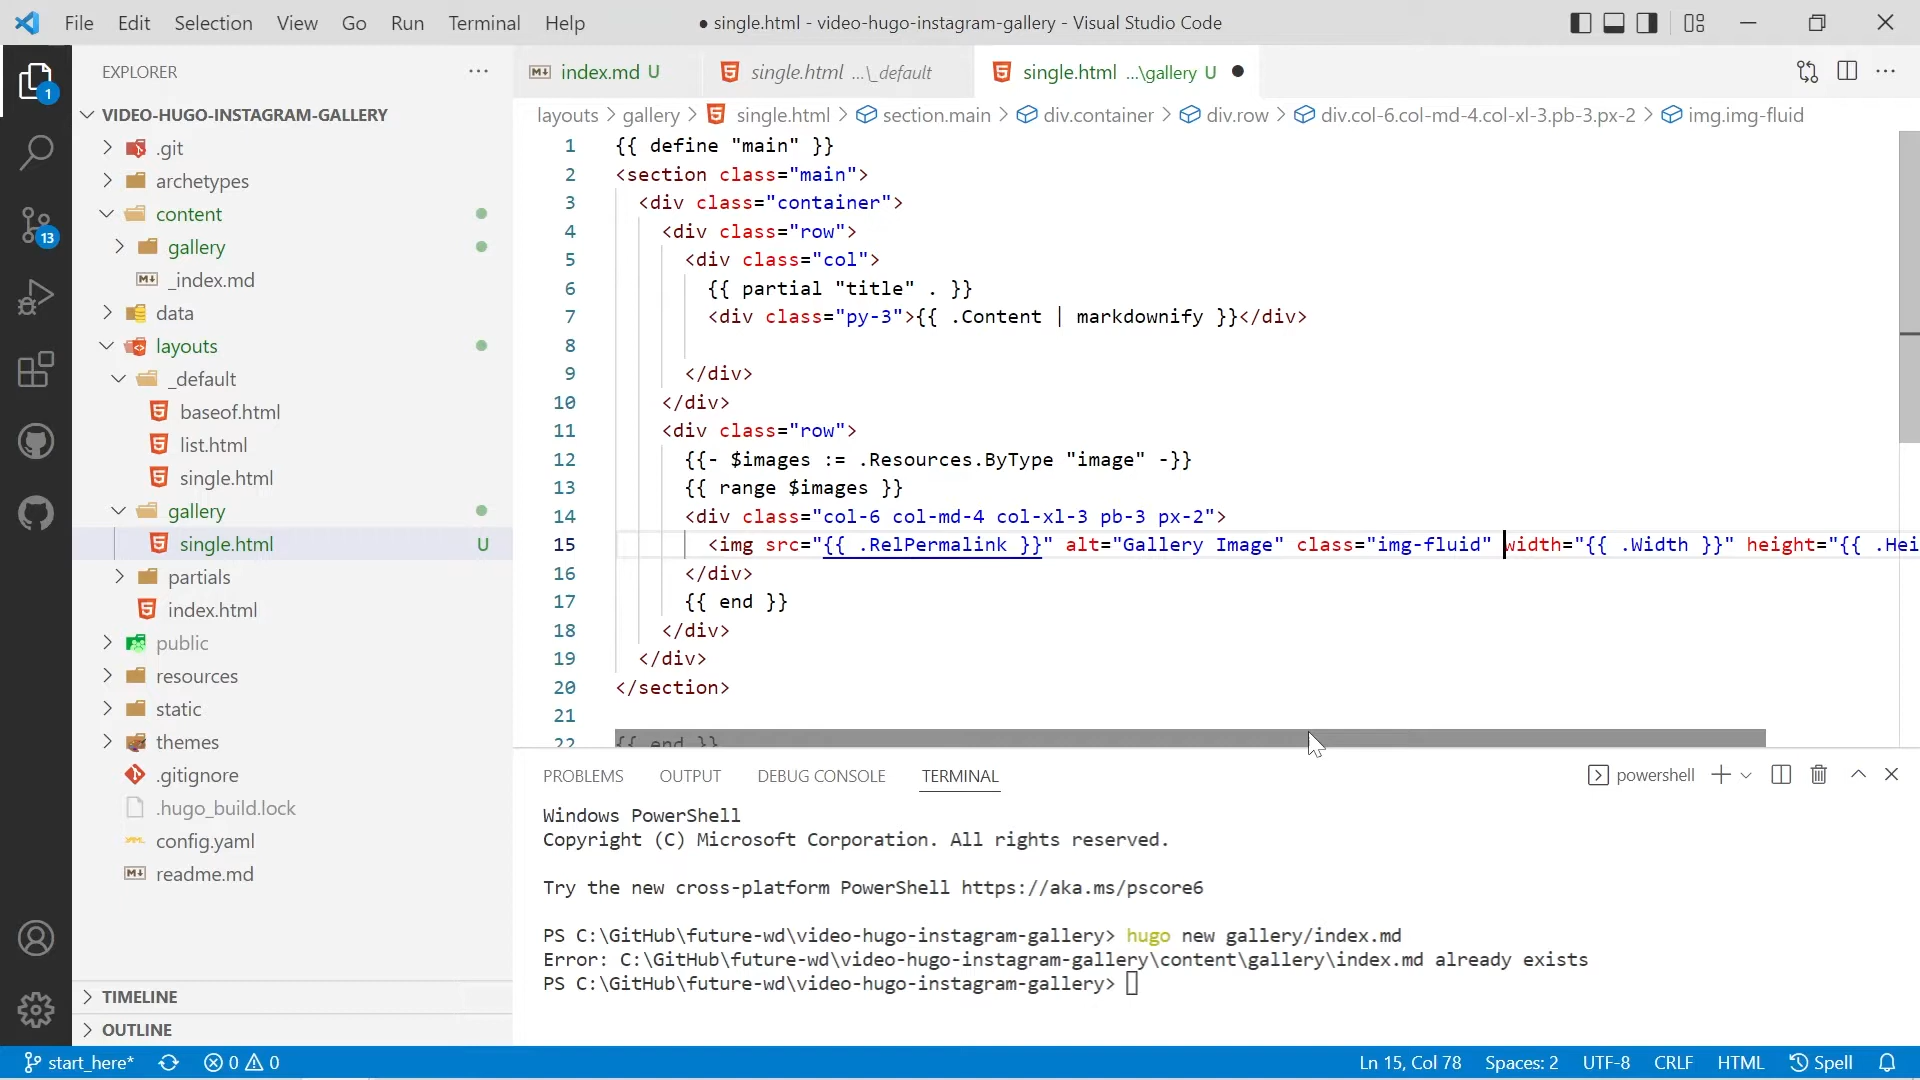 File Edit Selection View Go Run Terminal Help
● single.html - video-hugo-instagram-gallery - Visual Studio Code
1
13
EXPLORER
VIDEO-HUGO-INSTAGRAM-GALLERY
.git
archetypes
content
gallery
_index.md
data
layouts
_default
baseof.html
list.html
single.html
gallery
single.html U
partials
index.html
public
resources
static
themes
.gitignore
.hugo_build.lock
config.yaml
readme.md
TIMELINE
OUTLINE
index.md U single.html ...\_default single.html ...\gallery U ●
layouts > gallery > single.html > section.main > div.container > div.row > div.col-6.col-md-4.col-xl-3.pb-3.px-2 > img.img-fluid
1 {{ define "main" }}
2 <section class="main">
3 <div class="container">
4 <div class="row">
5 <div class="col">
6 {{ partial "title" . }}
7 <div class="py-3">{{ .Content | markdownify }}</div>
8
9 </div>
10 </div>
11 <div class="row">
12 {{- $images := .Resources.ByType "image" -}}
13 {{ range $images }}
14 <div class="col-6 col-md-4 col-xl-3 pb-3 px-2">
15 <img src="{{ .RelPermalink }}" alt="Gallery Image" class="img-fluid" width="{{ .Width }}" height="{{ .Hei
16 </div>
17 {{ end }}
18 </div>
19 </div>
20 </section>
21
22 {{ end }}
PROBLEMS OUTPUT DEBUG CONSOLE TERMINAL
powershell
Windows PowerShell
Copyright (C) Microsoft Corporation. All rights reserved.
Try the new cross-platform PowerShell https://aka.ms/pscore6
PS C:\GitHub\future-wd\video-hugo-instagram-gallery> hugo new gallery/index.md
Error: C:\GitHub\future-wd\video-hugo-instagram-gallery\content\gallery\index.md already exists
PS C:\GitHub\future-wd\video-hugo-instagram-gallery>
start_here* 0 0
Ln 15, Col 78 Spaces: 2 UTF-8 CRLF HTML Spell